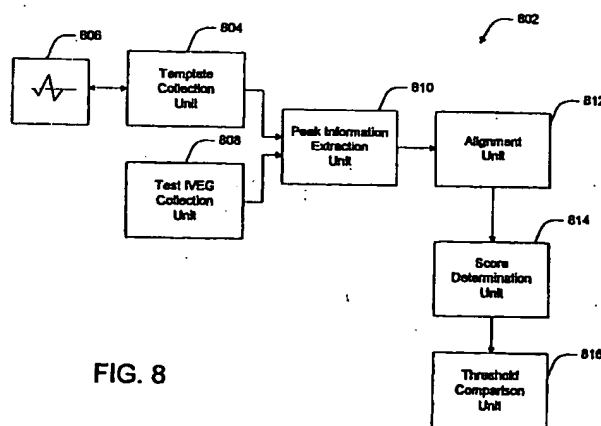 802
806
804
Template
Collection
Unit
810
812
Peak Information
Extraction
Unit
Alignment
Unit
808
Test IVEG
Collection
Unit
814
Score
Determination
Unit
816
Threshold
Comparison
Unit
FIG. 8